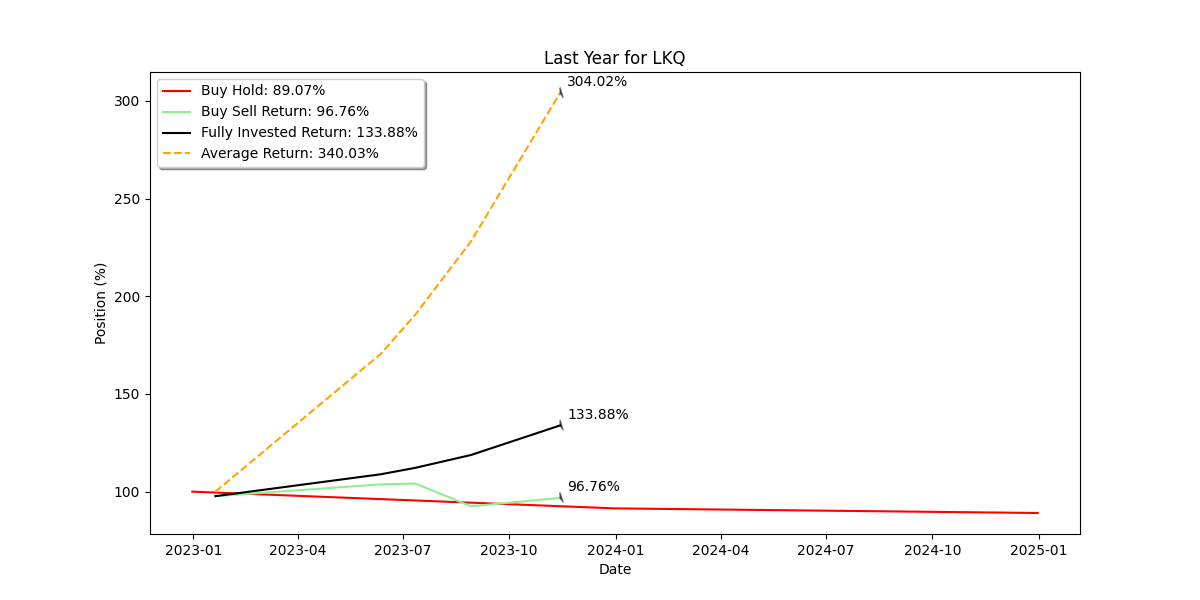 Last Year for LKQ
304.02%
Buy Hold: 89.07%
Buy Sell Return: 96.76%
Fully Invested Return: 133.88%
Average Return: 340.03%
300
250
200
150
100
Position (%)
133.88%
96.76%
2023-01
2023-04
2023-07
2023-10
2024-01
2024-04
2024-07
2024-10
2025-01
Date